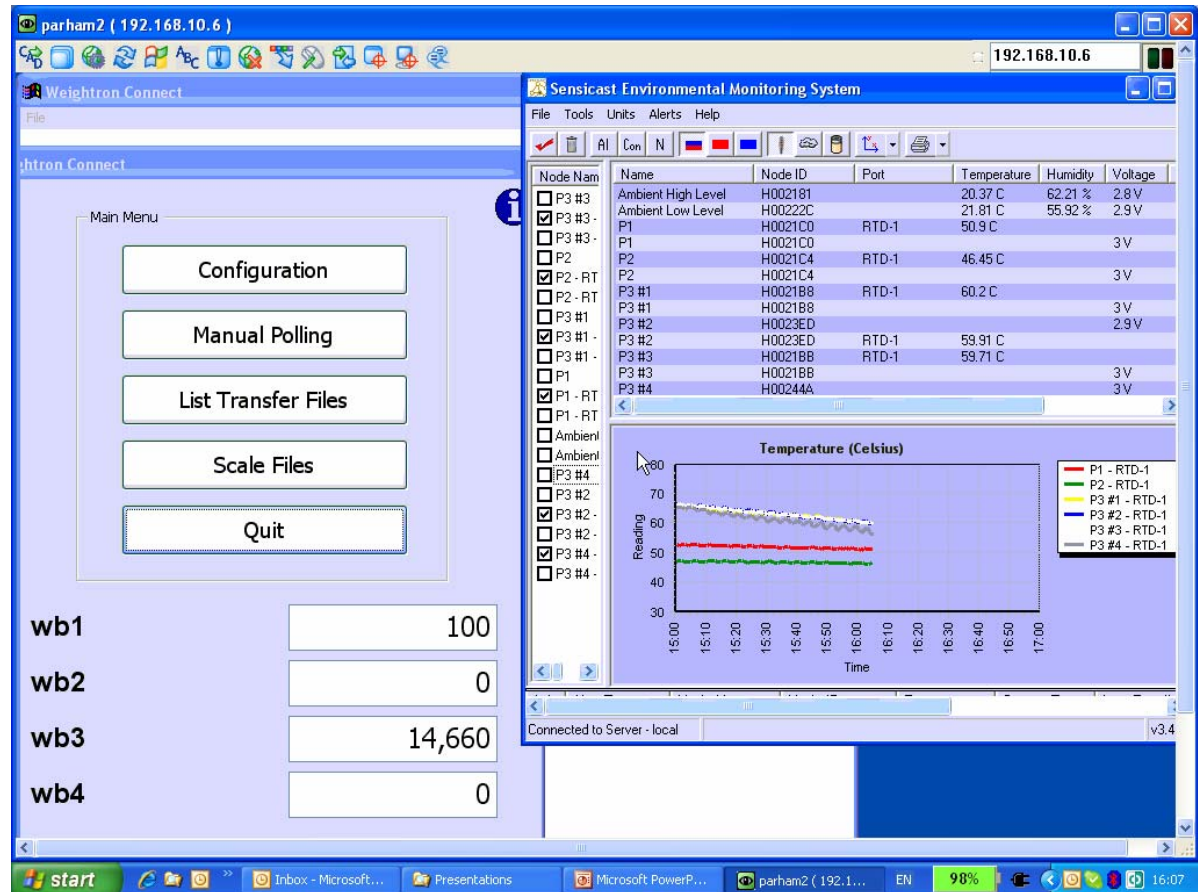 parham2 ( 192.168.10.6 )
192.168.10.6
Weightron Connect
File
htron Connect
Main Menu
Configuration
Manual Polling
List Transfer Files
Scale Files
Quit
wb1 100
wb2 0
wb3 14,660
wb4 0
Sensicast Environmental Monitoring System
File Tools Units Alerts Help
Al Con N
Node Nam
P3 #3
P3 #3 -
P3 #3 -
P2
P2 - RT
P2 - RT
P3 #1
P3 #1 -
P3 #1 -
P1
P1 - RT
P1 - RT
Ambient
Ambient
P3 #4
P3 #2
P3 #2 -
P3 #2 -
P3 #4 -
P3 #4 -
Name Node ID Port Temperature Humidity Voltage
Ambient High Level H002181 20.37 C 62.21 % 2.8 V
Ambient Low Level H00222C 21.81 C 55.92 % 2.9 V
P1 H0021C0 RTD-1 50.9 C
P1 H0021C0 3 V
P2 H0021C4 RTD-1 46.45 C
P2 H0021C4 3 V
P3 #1 H0021B8 RTD-1 60.2 C
P3 #1 H0021B8 3 V
P3 #2 H0023ED 2.9 V
P3 #2 H0023ED RTD-1 59.91 C
P3 #3 H0021BB RTD-1 59.71 C
P3 #3 H0021BB 3 V
P3 #4 H00244A 3 V
Temperature (Celsius)
Reading
80
70
60
50
40
30
15:00 15:10 15:20 15:30 15:40 15:50 16:00 16:10 16:20 16:30 16:40 16:50 17:00
Time
P1 - RTD-1
P2 - RTD-1
P3 #1 - RTD-1
P3 #2 - RTD-1
P3 #3 - RTD-1
P3 #4 - RTD-1
Connected to Server - local v3.4
start Inbox - Microsoft... Presentations Microsoft PowerP... parham2 ( 192.1... EN 98% 16:07